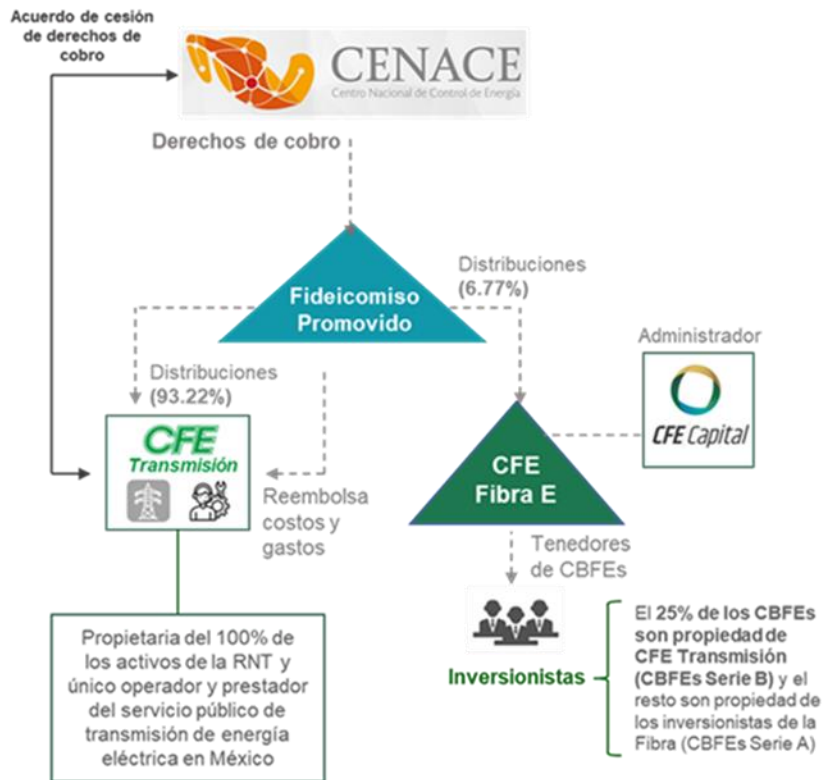 Acuerdo de cesión
de derechos de
cobro
CENACE
Centro Nacional de Control de Energía
Derechos de cobro
Fideicomiso
Promovido
Distribuciones
(6.77%)
Distribuciones
(93.22%)
Administrador
CFE Capital
CFE
Transmisión
Reembolsa
costos y
gastos
CFE
Fibra E
Tenedores
de CBFEs
Propietaria del 100% de
los activos de la RNT y
único operador y prestador
del servicio público de
transmisión de energía
eléctrica en México
Inversionistas
El 25% de los CBFEs
son propiedad de
CFE Transmisión
(CBFEs Serie B) y el
resto son propiedad de
los inversionistas de la
Fibra (CBFEs Serie A)